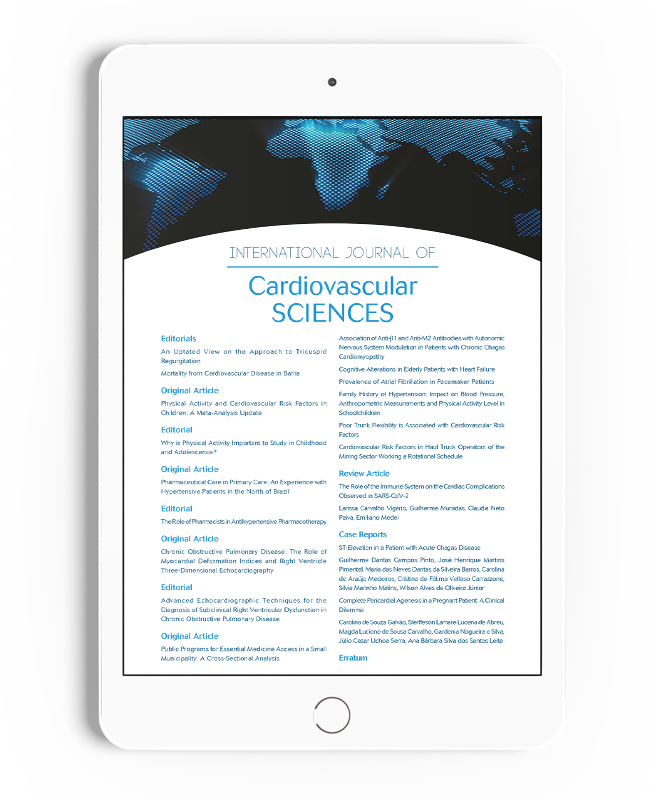 INTERNATIONAL JOURNAL OF
Cardiovascular
SCIENCES
Editorials
An Uptated View on the Approach to Tricuspid
Regurgitation
Mortality from Cardiovascular Disease in Bahia
Original Article
Physical Activity and Cardiovascular Risk Factors in
Children: A Meta-Analysis Update
Editorial
Why is Physical Activity Important to Study in Childhood
and Adolescence?
Original Article
Pharmaceutical Care in Primary Care: An Experience with
Hypertensive Patients in the North of Brazil
Editorial
The Role of Pharmacists in Antihypertensive Pharmacotherapy
Original Article
Chronic Obstructive Pulmonary Disease: The Role of
Myocardial Deformation Indices and Right Ventricle
Three-Dimensional Echocardiography
Editorial
Advanced Echocardiographic Techniques for the
Diagnosis of Subclinical Right Ventricular Dysfunction in
Chronic Obstructive Pulmonary Disease
Original Article
Public Programs for Essential Medicine Access in a Small
Municipality: A Cross-Sectional Analysis
Association of Anti-β1 and Anti-M2 Antibodies with Autonomic
Nervous System Modulation in Patients with Chronic Chagas
Cardiomyopathy
Cognitive Alterations in Elderly Patients with Heart Failure
Prevalence of Atrial Fibrillation in Pacemaker Patients
Family History of Hypertension: Impact on Blood Pressure,
Anthropometric Measurements and Physical Activity Level in
Schoolchildren
Poor Trunk Flexibility is Associated with Cardiovascular Risk
Factors
Cardiovascular Risk Factors in Haul Truck Operators of the
Mining Sector Working a Rotational Schedule
Review Article
The Role of the Immune System on the Cardiac Complications
Observed in SARS-CoV-2
Larissa Carvalho Vigário, Guilherme Muradas, Claudia Neto
Paiva, Emiliano Medei
Case Reports
ST-Elevation in a Patient with Acute Chagas Disease
Guilherme Dantas Campos Pinto, José Henrique Martins
Pimentel, Maria das Neves Dantas da Silveira Barros, Carolina
de Araújo Medeiros, Cristina de Fátima Velloso Carrazzone,
Silvia Marinho Matins, Wilson Alves de Oliveira Júnior
Complete Pericardial Agenesis in a Pregnant Patient: A Clinical
Dilemma
Carolina de Souza Galvão, Sterffeson Lamare Lucena de Abreu,
Magda Luciene de Sousa Carvalho, Gardenia Nogueira e Silva,
Júlio Cezar Uchoa Serra, Ana Bárbara Silva dos Santos Leite
Erratum